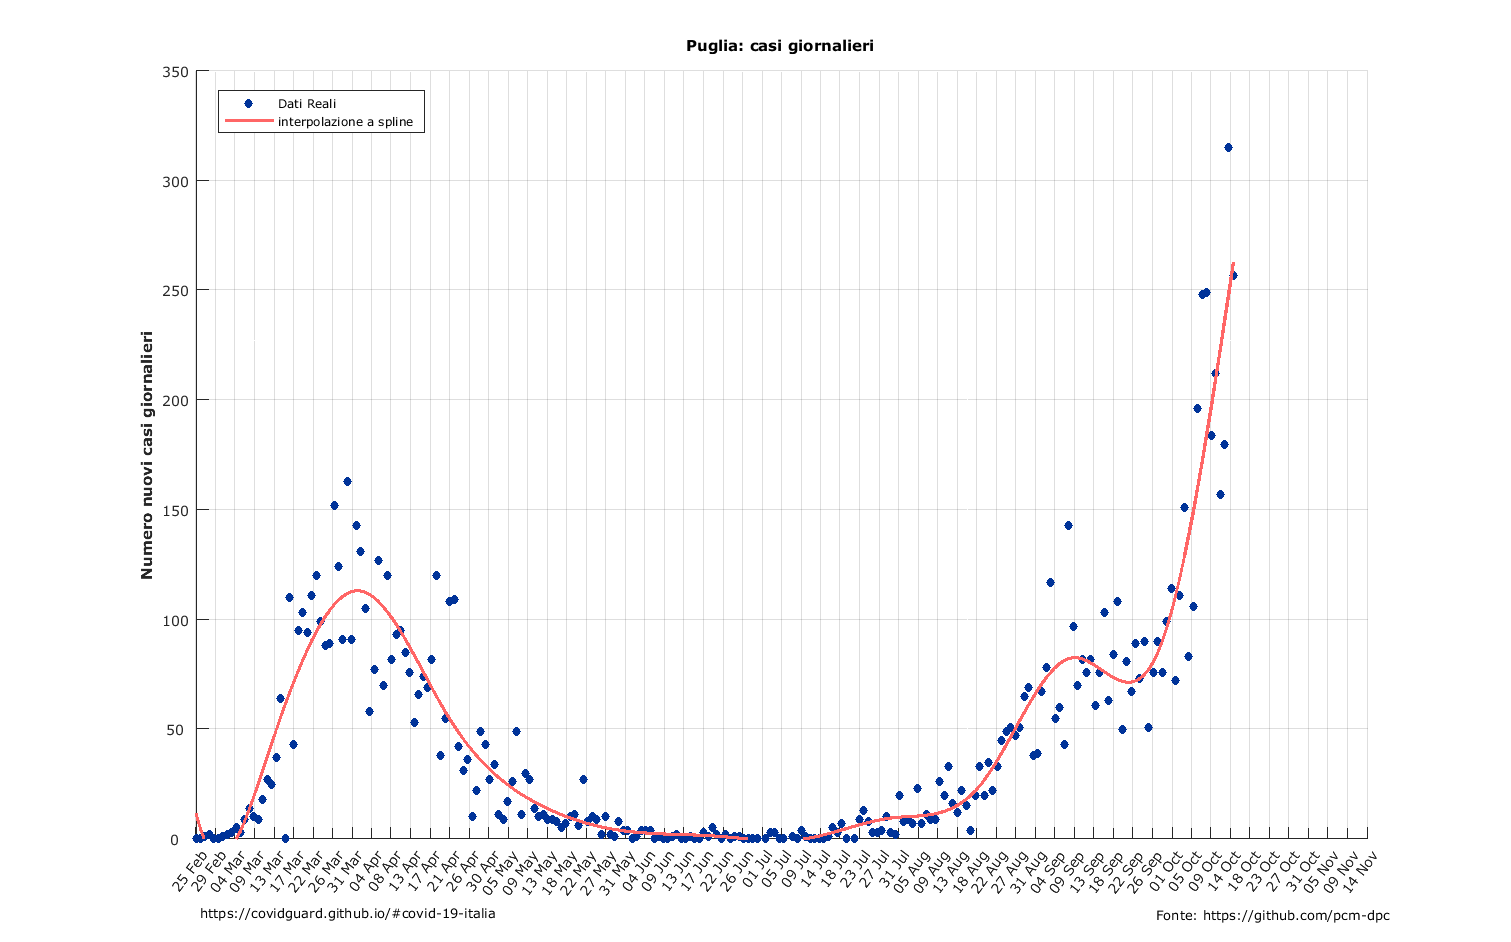 Puglia: casi giornalieri
350
300
250
200
150
100
50
0
Dati Reali
interpolazione a spline
Numero nuovi casi giornalieri
25 Feb
29 Feb
04 Mar
09 Mar
13 Mar
17 Mar
22 Mar
26 Mar
31 Mar
04 Apr
08 Apr
13 Apr
17 Apr
21 Apr
26 Apr
30 Apr
05 May
09 May
13 May
18 May
22 May
27 May
31 May
04 Jun
09 Jun
13 Jun
17 Jun
22 Jun
26 Jun
01 Jul
05 Jul
09 Jul
14 Jul
18 Jul
23 Jul
27 Jul
31 Jul
05 Aug
09 Aug
13 Aug
18 Aug
22 Aug
27 Aug
31 Aug
04 Sep
09 Sep
13 Sep
18 Sep
22 Sep
26 Sep
01 Oct
05 Oct
09 Oct
14 Oct
18 Oct
23 Oct
27 Oct
31 Oct
05 Nov
09 Nov
14 Nov
https://covidguard.github.io/#covid-19-italia
Fonte: https://github.com/pcm-dpc